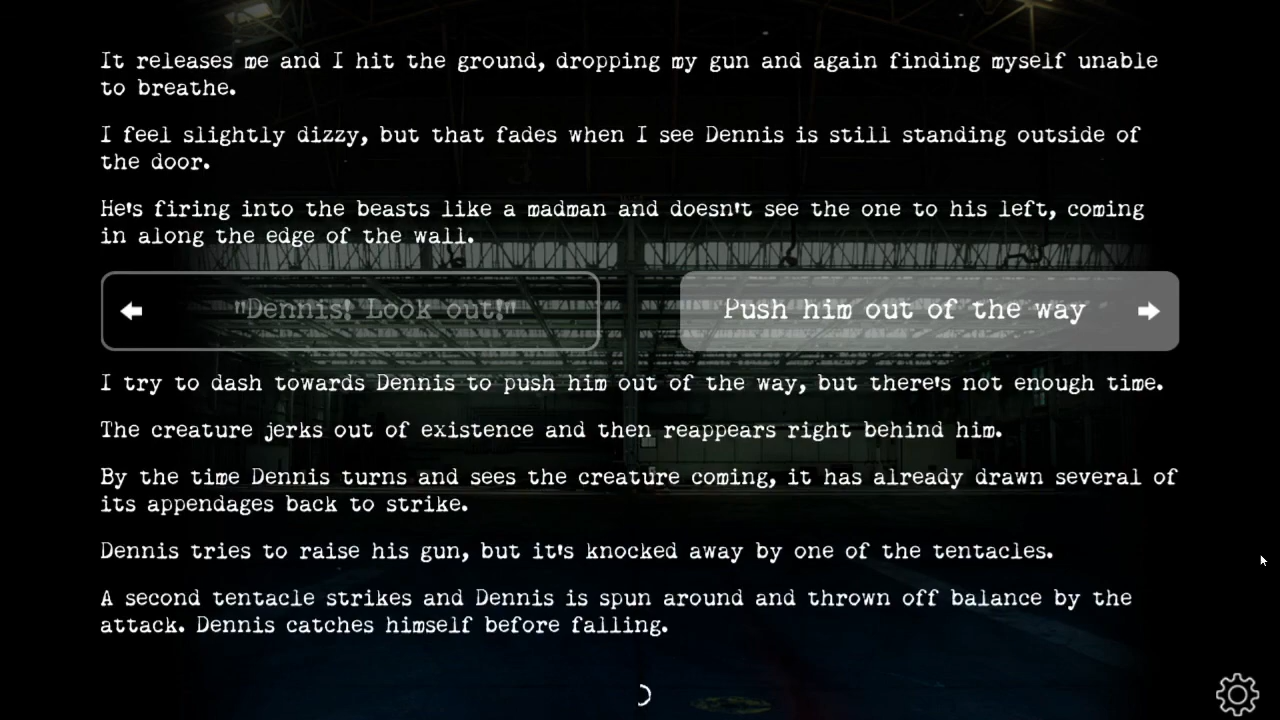 It releases me and I hit the ground, dropping my gun and again finding myself unable
to breathe.
I feel slightly dizzy, but that fades when I see Dennis is still standing outside of
the door.
He's firing into the beasts like a madman and doesn't see the one to his left, coming
in along the edge of the wall.
"Dennis! Look out!"
Push him out of the way
I try to dash towards Dennis to push him out of the way, but there's not enough time.
The creature jerks out of existence and then reappears right behind him.
By the time Dennis turns and sees the creature coming, it has already drawn several of
its appendages back to strike.
Dennis tries to raise his gun, but it's knocked away by one of the tentacles.
A second tentacle strikes and Dennis is spun around and thrown off balance by the
attack. Dennis catches himself before falling.